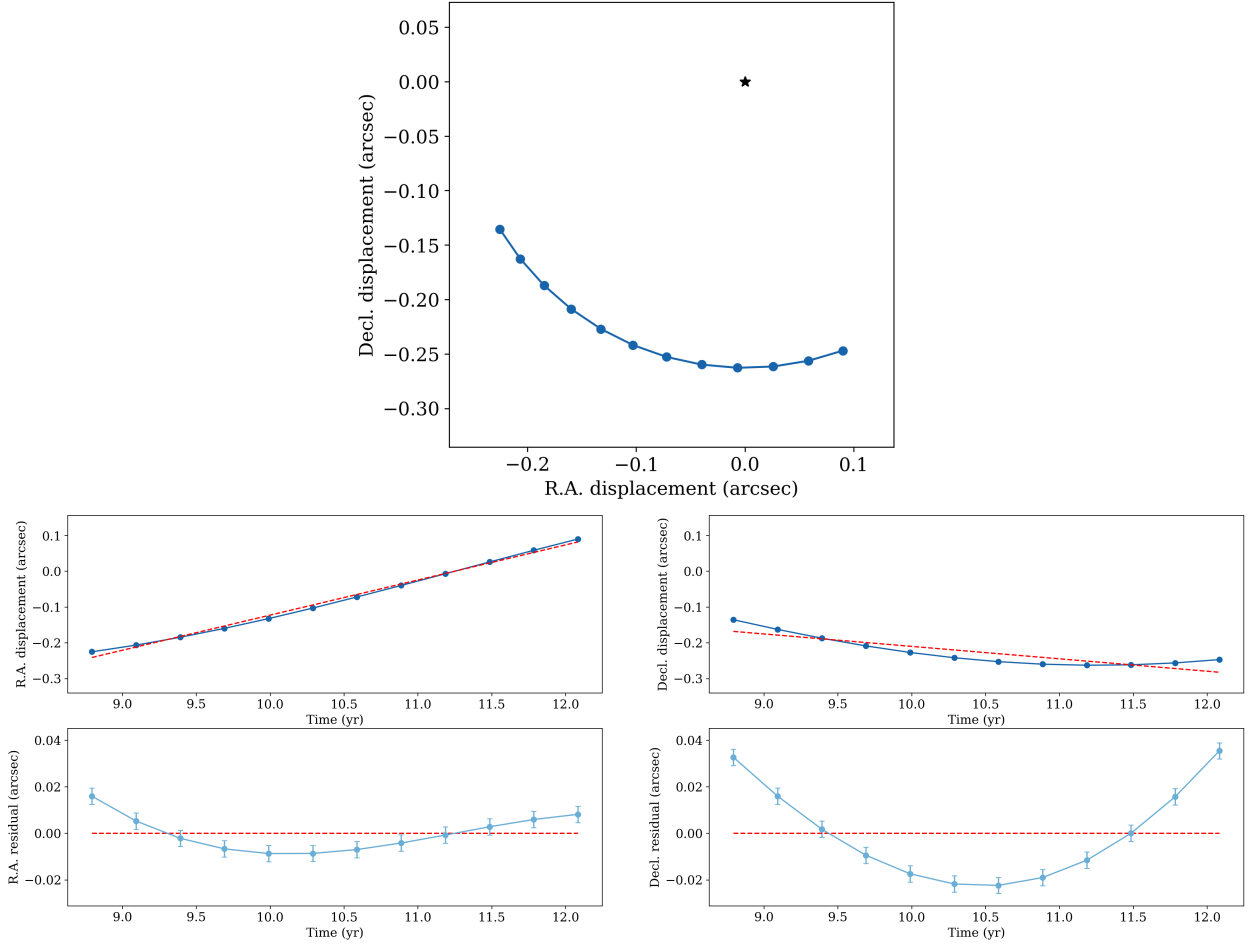 0.05
0.00
−0.05
−0.10
−0.15
−0.20
−0.25
−0.30
Decl. displacement (arcsec)
−0.2 −0.1 0.0 0.1
R.A. displacement (arcsec)
0.1
0.0
−0.1
−0.2
−0.3
R.A. displacement (arcsec)
9.0 9.5 10.0 10.5 11.0 11.5 12.0
Time (yr)
0.1
0.0
−0.1
−0.2
−0.3
Decl. displacement (arcsec)
9.0 9.5 10.0 10.5 11.0 11.5 12.0
Time (yr)
0.04
0.02
0.00
−0.02
R.A. residual (arcsec)
9.0 9.5 10.0 10.5 11.0 11.5 12.0
Time (yr)
0.04
0.02
0.00
−0.02
Decl. residual (arcsec)
9.0 9.5 10.0 10.5 11.0 11.5 12.0
Time (yr)